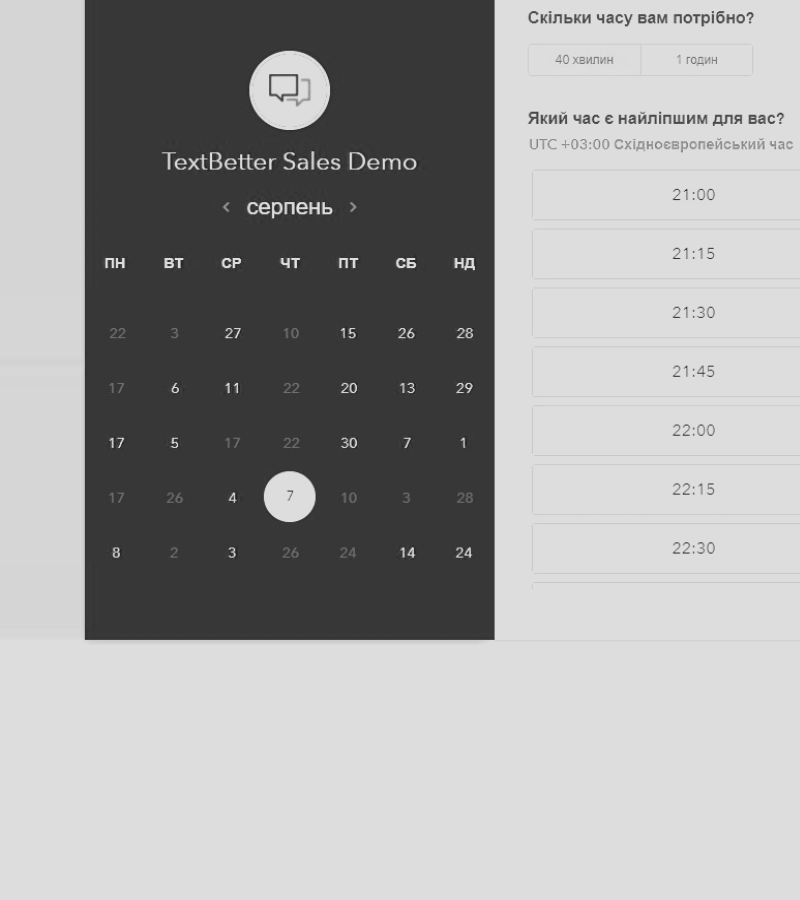 TextBetter Sales Demo
серпень
ПН ВТ СР ЧТ ПТ СБ НД
22 3 27 10 15 26 28
17 6 11 22 20 13 29
17 5 17 22 30 7 1
17 26 4 7 10 3 28
8 2 3 26 24 14 24
Скільки часу вам потрібно?
40 хвилин 1 годин
Який час є найліпшим для вас?
UTC +03:00 Східноєвропейський час
21:00
21:15
21:30
21:45
22:00
22:15
22:30